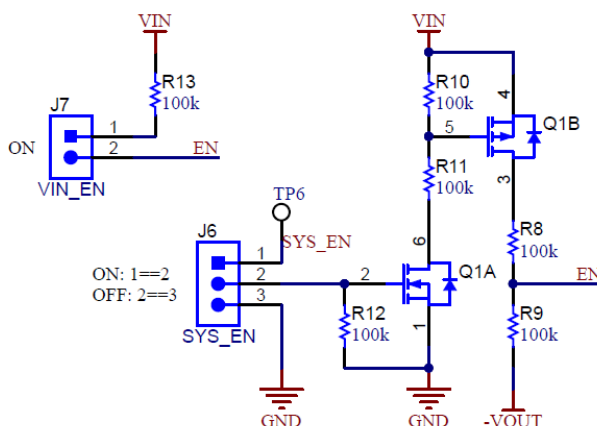 VIN
R13
100k
J7
ON
1
2
EN
VIN_EN
TP6
SYS_EN
J6
ON: 1==2
OFF: 2==3
1
2
3
SYS_EN
2
R12
100k
GND
VIN
R10
100k
5
4
Q1B
R11
100k
3
6
Q1A
1
GND
R8
100k
EN
R9
100k
-VOUT